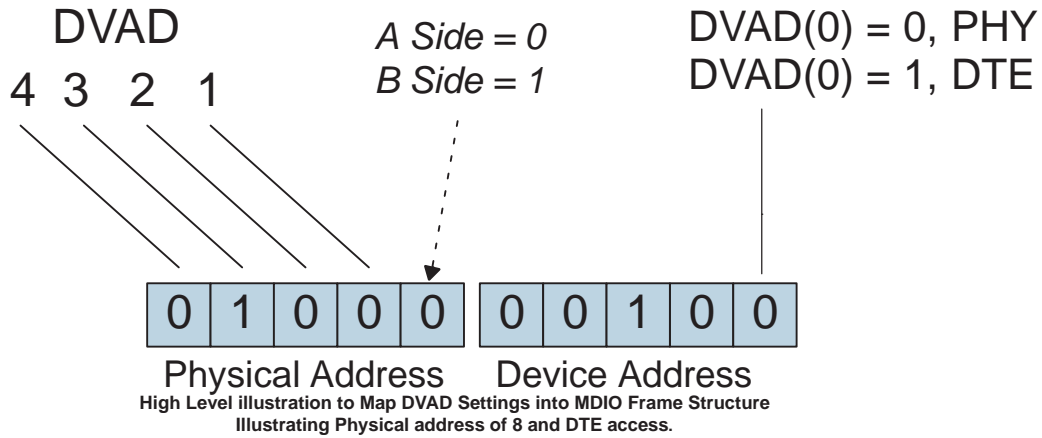 DVAD
4 3 2 1
A Side = 0
B Side = 1
DVAD(0) = 0, PHY
DVAD(0) = 1, DTE
0 1 0 0 0 0 0 1 0 0
Physical Address Device Address
High Level illustration to Map DVAD Settings into MDIO Frame Structure
Illustrating Physical address of 8 and DTE access.